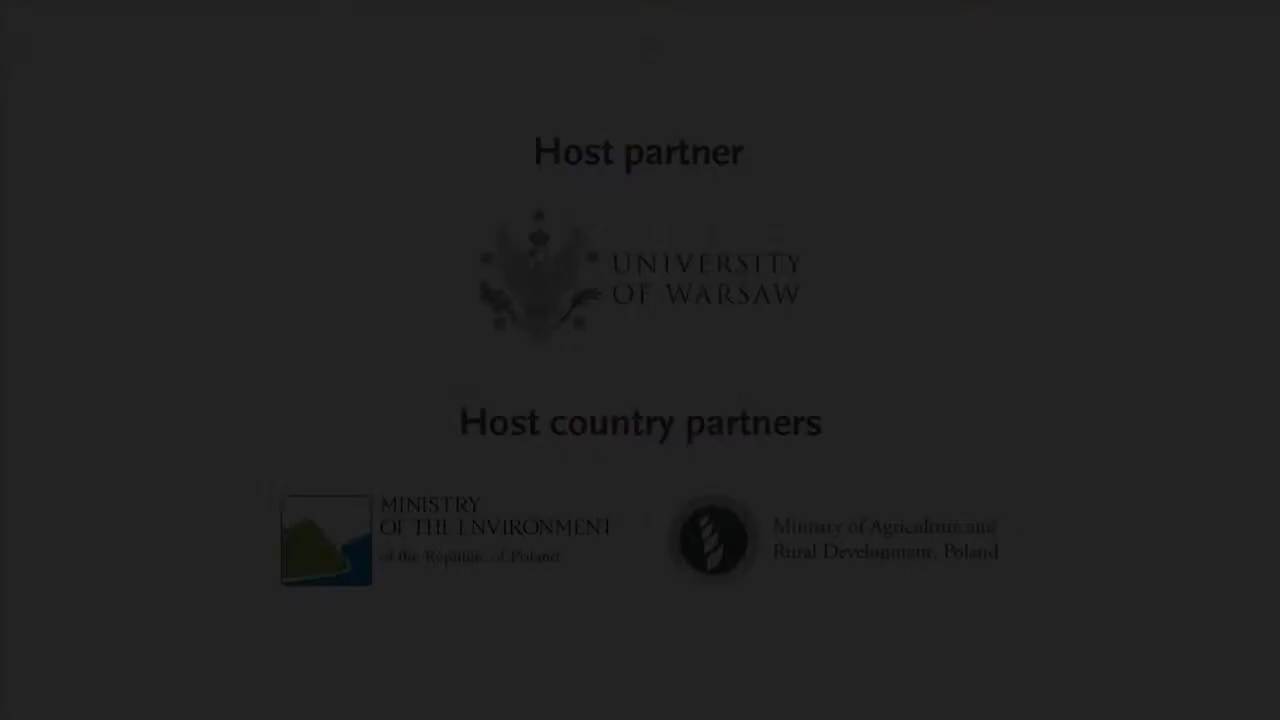 Host partner
UNIVERSITY
OF WARSAW
Host country partners
MINISTRY
OF THE ENVIRONMENT
of the Republic of Poland
Ministry of Agriculture and
Rural Development, Poland